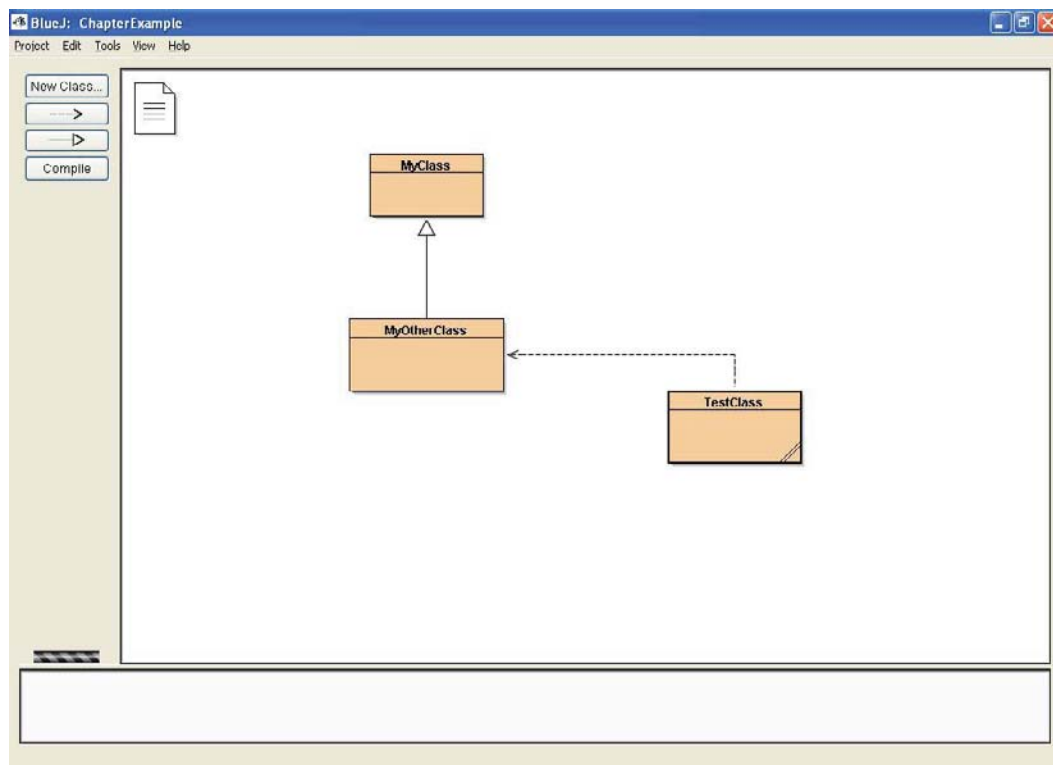 BlueJ: ChapterExample
Project Edit Tools View Help
New Class...
Compile
MyClass
MyOtherClass
TestClass